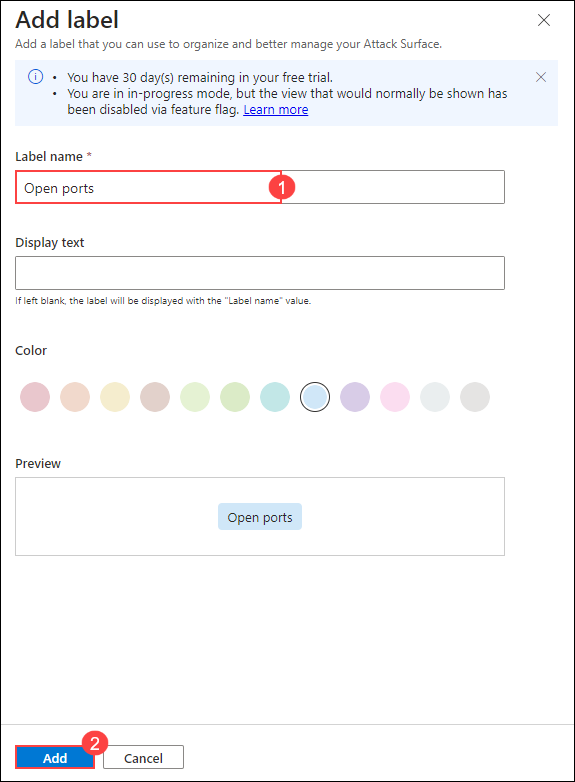 Add label
Add a label that you can use to organize and better manage your Attack Surface.
• You have 30 day(s) remaining in your free trial.
• You are in in-progress mode, but the view that would normally be shown has
been disabled via feature flag. Learn more
Label name *
Open ports
1
Display text
If left blank, the label will be displayed with the "Label name" value.
Color
Preview
Open ports
2
Add Cancel